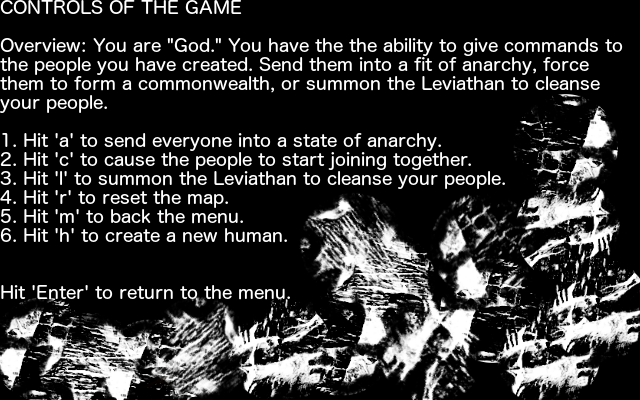 CONTROLS OF THE GAME
Overview: You are "God." You have the the ability to give commands to
the people you have created. Send them into a fit of anarchy, force
them to form a commonwealth, or summon the Leviathan to cleanse
your people.
1. Hit 'a' to send everyone into a state of anarchy.
2. Hit 'c' to cause the people to start joining together.
3. Hit 'l' to summon the Leviathan to cleanse your people.
4. Hit 'r' to reset the map.
5. Hit 'm' to back the menu.
6. Hit 'h' to create a new human.
Hit 'Enter' to return to the menu.